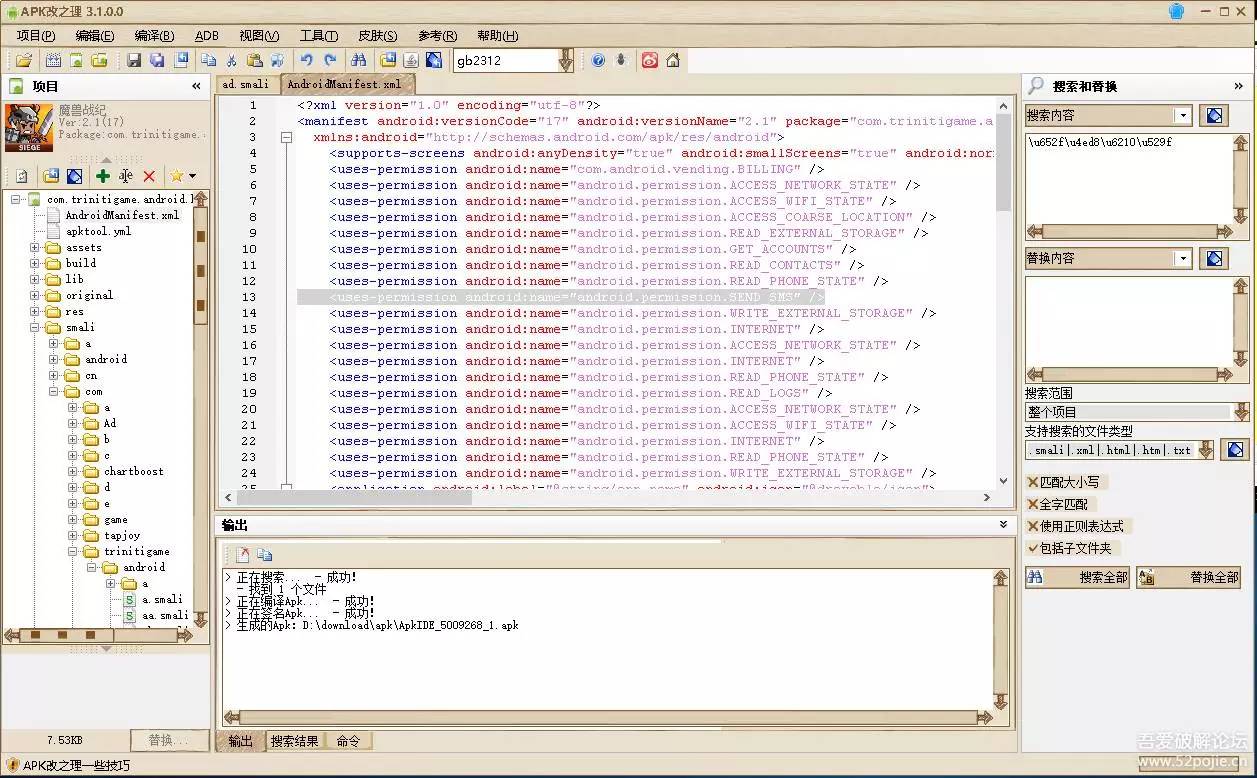 APK改之理 3.1.0.0
项目(P) 编辑(E) 编译(B) ADB 视图(V) 工具(T) 皮肤(S) 参考(R) 帮助(H)
gb2312
项目
魔兽战纪
Ver:2.1(17)
Package:com.trinitigame.
SIEGE
com.trinitigame.android.
AndroidManifest.xml
apktool.yml
assets
build
lib
original
res
smali
a
android
cn
com
a
Ad
b
c
chartboost
d
e
game
tapjoy
trinitigame
android
a
a.smali
aa.smali
7.53KB
替换...
ad.smali AndroidManifest.xml
1 <?xml version="1.0" encoding="utf-8"?>
2 <manifest android:versionCode="17" android:versionName="2.1" package="com.trinitigame.a
3 xmlns:android="http://schemas.android.com/apk/res/android">
4 <supports-screens android:anyDensity="true" android:smallScreens="true" android:nor
5 <uses-permission android:name="com.android.vending.BILLING" />
6 <uses-permission android:name="android.permission.ACCESS_NETWORK_STATE" />
7 <uses-permission android:name="android.permission.ACCESS_WIFI_STATE" />
8 <uses-permission android:name="android.permission.ACCESS_COARSE_LOCATION" />
9 <uses-permission android:name="android.permission.READ_EXTERNAL_STORAGE" />
10 <uses-permission android:name="android.permission.GET_ACCOUNTS" />
11 <uses-permission android:name="android.permission.READ_CONTACTS" />
12 <uses-permission android:name="android.permission.READ_PHONE_STATE" />
13 <uses-permission android:name="android.permission.SEND_SMS" />
14 <uses-permission android:name="android.permission.WRITE_EXTERNAL_STORAGE" />
15 <uses-permission android:name="android.permission.INTERNET" />
16 <uses-permission android:name="android.permission.ACCESS_NETWORK_STATE" />
17 <uses-permission android:name="android.permission.INTERNET" />
18 <uses-permission android:name="android.permission.READ_PHONE_STATE" />
19 <uses-permission android:name="android.permission.READ_LOGS" />
20 <uses-permission android:name="android.permission.ACCESS_NETWORK_STATE" />
21 <uses-permission android:name="android.permission.ACCESS_WIFI_STATE" />
22 <uses-permission android:name="android.permission.INTERNET" />
23 <uses-permission android:name="android.permission.READ_PHONE_STATE" />
24 <uses-permission android:name="android.permission.WRITE_EXTERNAL_STORAGE" />
25 <application android:label="@string/app_name" android:icon="@drawable/icon">
输出
> 正在搜索... - 成功!
- 找到 1 个文件
> 正在编译Apk... - 成功!
> 正在签名Apk... - 成功!
> 生成的Apk: D:\download\apk\ApkIDE_5009268_1.apk
输出 搜索结果 命令
搜索和替换
搜索内容
\u652f\u4ed8\u6210\u529f
替换内容
搜索范围
整个项目
支持搜索的文件类型
.smali|.xml|.html|.htm|.txt
匹配大小写
全字匹配
使用正则表达式
包括子文件夹
搜索全部 替换全部
APK改之理一些技巧
吾爱破解论坛
www.52pojie.cn